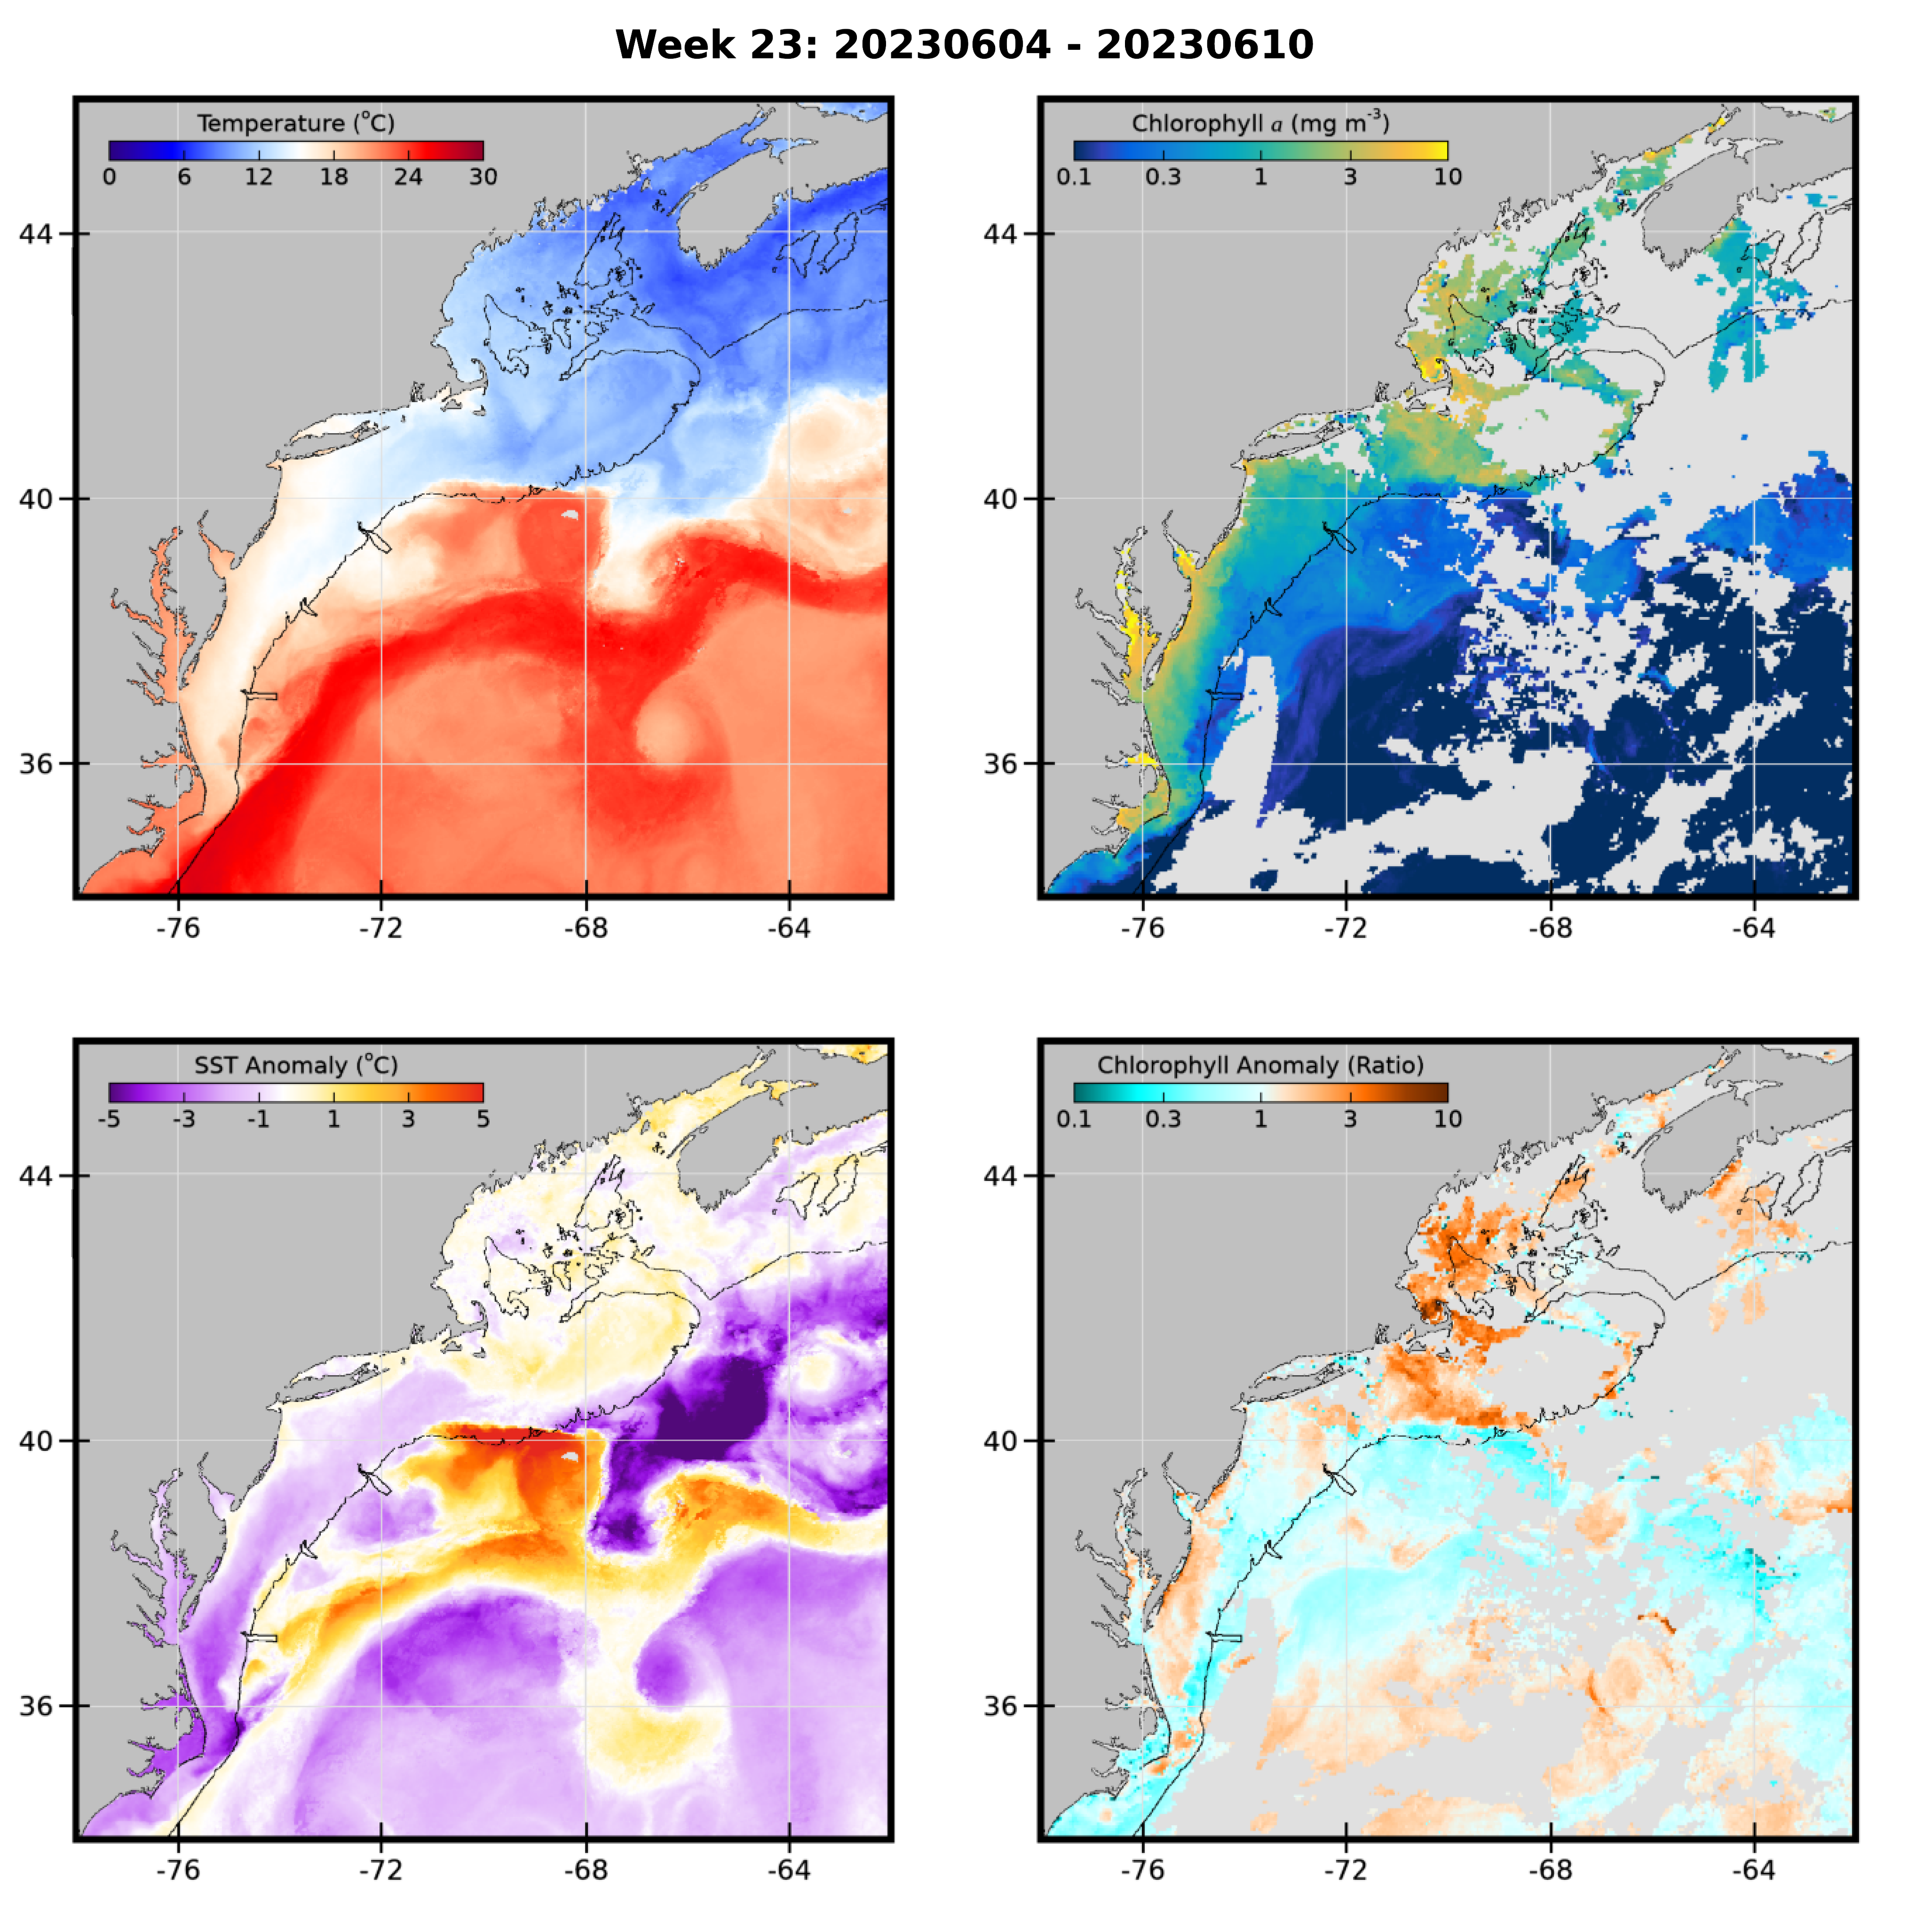 Week 23: 20230604 - 20230610
Temperature (°C)
0 6 12 18 24 30
44
40
36
-76 -72 -68 -64
Chlorophyll a (mg m⁻³)
0.1 0.3 1 3 10
44
40
36
-76 -72 -68 -64
SST Anomaly (°C)
-5 -3 -1 1 3 5
44
40
36
-76 -72 -68 -64
Chlorophyll Anomaly (Ratio)
0.1 0.3 1 3 10
44
40
36
-76 -72 -68 -64